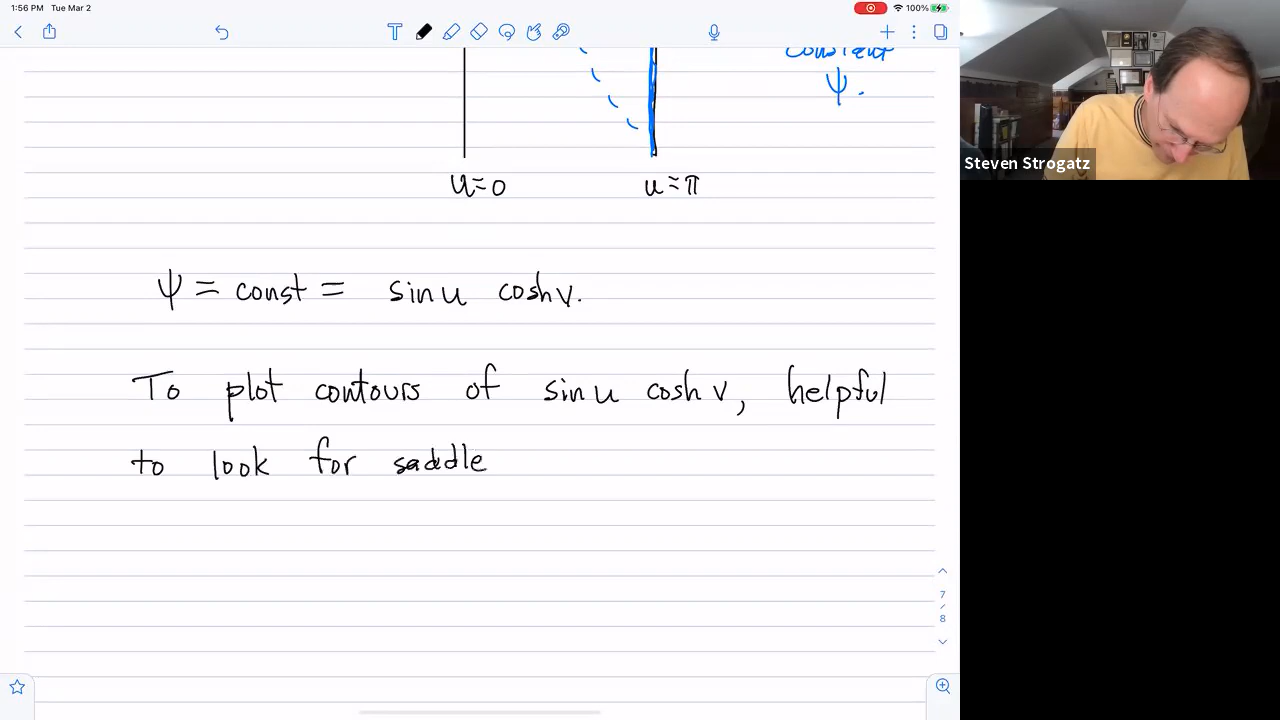 1:56 PM Tue Mar 2
100%
constant
ψ.
Steven Strogatz
u=0
u=π
ψ = const = sin u cosh v.
To plot contours of sin u cosh v, helpful
to look for saddle
7
/
8